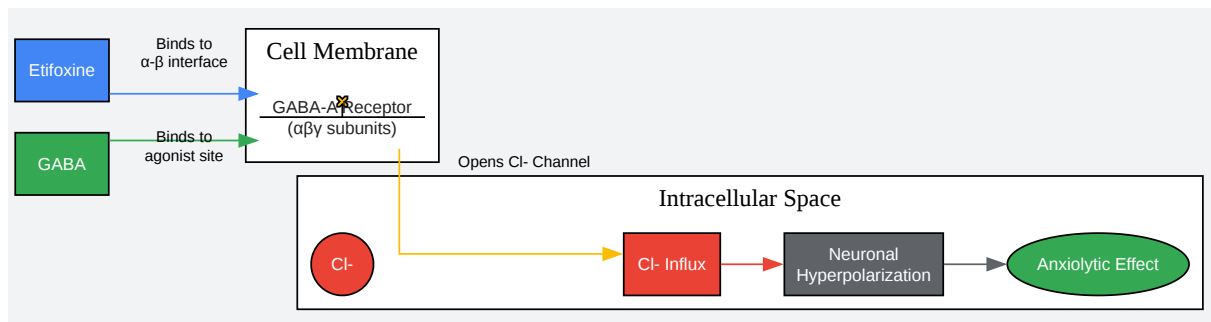 Etifoxine
Binds to
α-β interface
Cell Membrane
GABA-A Receptor
(αβγ subunits)
GABA
Binds to
agonist site
Opens Cl- Channel
Intracellular Space
Cl-
Cl- Influx
Neuronal
Hyperpolarization
Anxiolytic Effect